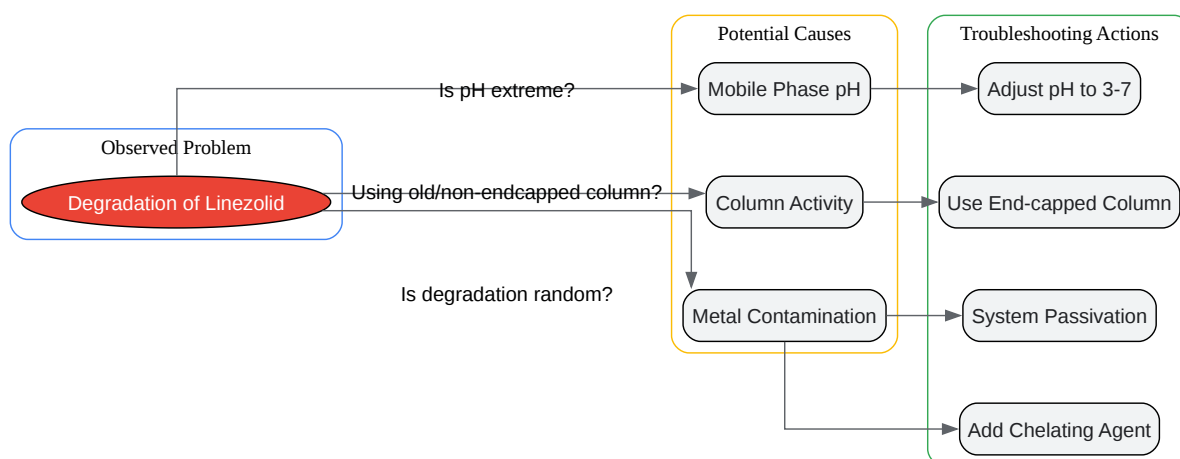 Potential Causes
Troubleshooting Actions
Is pH extreme?
Mobile Phase pH
Adjust pH to 3-7
Observed Problem
Degradation of Linezolid
Using old/non-endcapped column?
Column Activity
Use End-capped Column
Is degradation random?
Metal Contamination
System Passivation
Add Chelating Agent